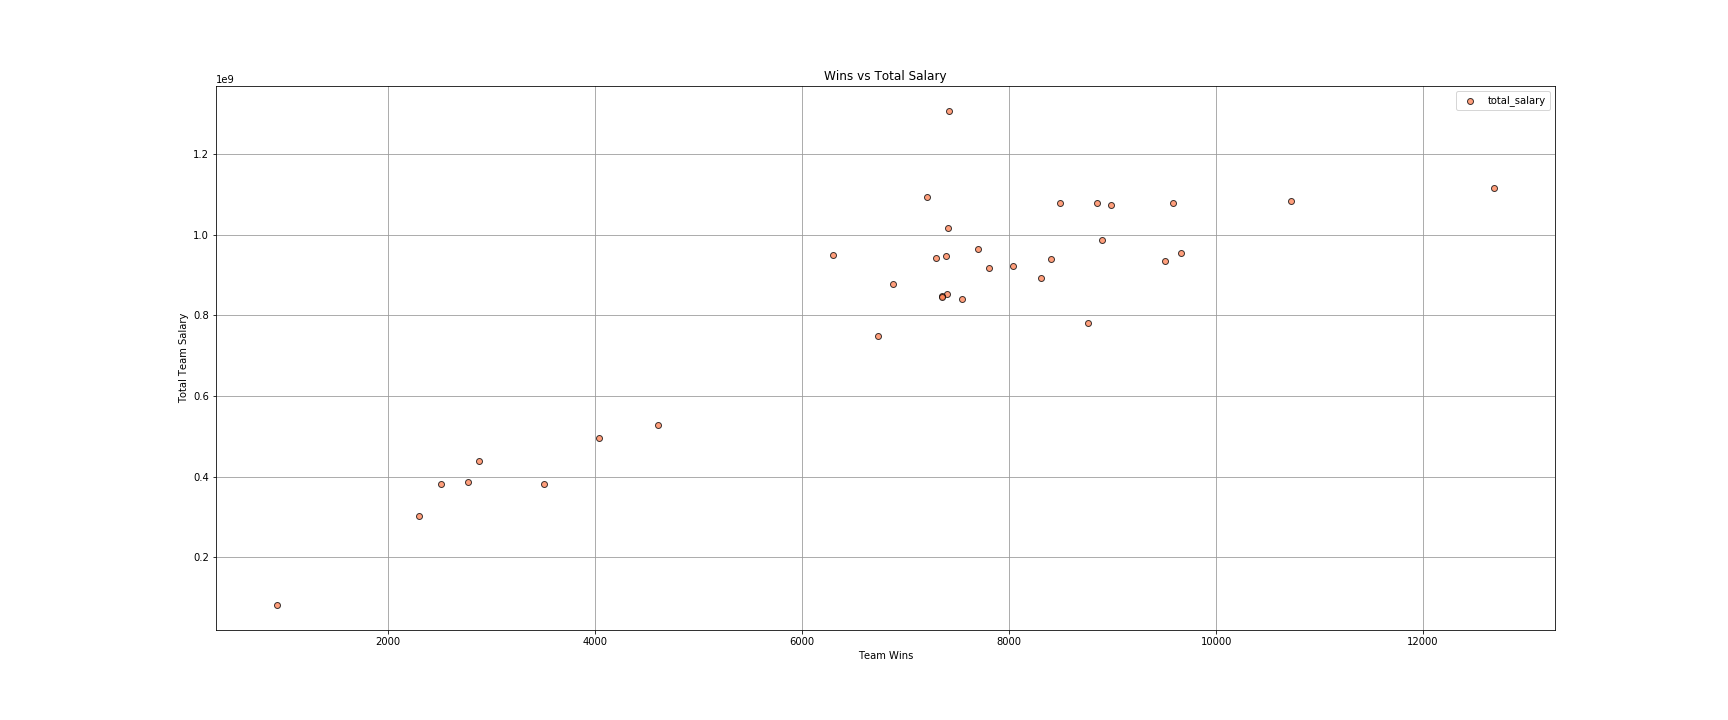 Wins vs Total Salary
1e9
total_salary
1.2
1.0
0.8
0.6
0.4
0.2
Total Team Salary
2000 4000 6000 8000 10000 12000
Team Wins